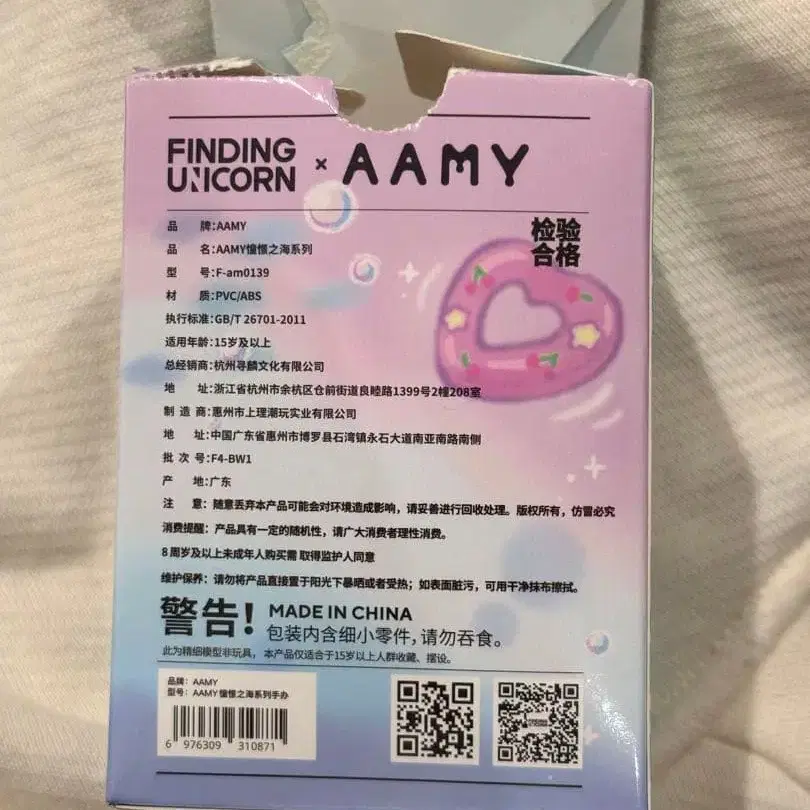 FINDING
UNICORN × AAMY
检验
合格
品 牌:AAMY
品 名:AAMY憧憬之海系列
型 号:F-am0139
材 质:PVC/ABS
执行标准:GB/T 26701-2011
适用年龄:15岁及以上
总经销商:杭州寻麟文化有限公司
地 址:浙江省杭州市余杭区仓前街道良睦路1399号2幢208室
制 造 商:惠州市上理潮玩实业有限公司
地 址:中国广东省惠州市博罗县石湾镇永石大道南亚南路南侧
批 次 号:F4-BW1
产 地:广东
注 意:随意丢弃本产品可能会对环境造成影响,请妥善进行回收处理。版权所有,仿冒必究
消费提醒:产品具有一定的随机性,请广大消费者理性消费。
8 周岁及以上未成年人购买需 取得监护人同意
维护保养:请勿将产品直接置于阳光下暴晒或者受热;如表面脏污,可用干净抹布擦拭。
警告! MADE IN CHINA
包装内含细小零件,请勿吞食。
此为精细模型非玩具, 本产品仅适合于15岁以上人群收藏、摆设。
品牌:AAMY
型号:AAMY 憧憬之海系列手办
6 976309 310871